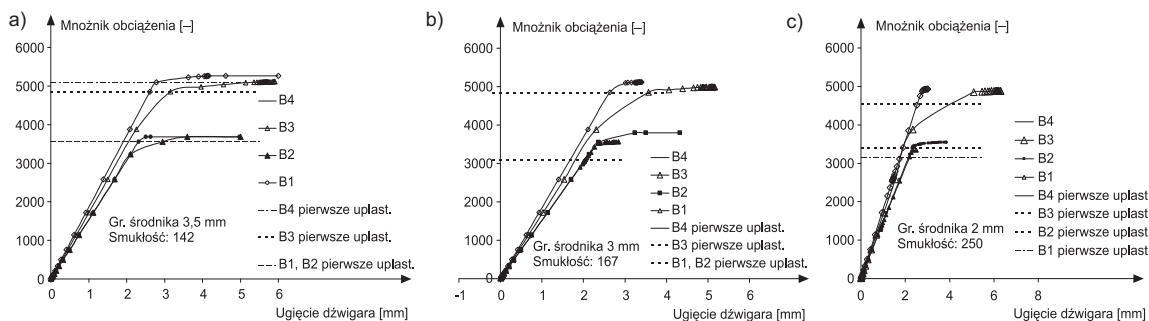 a)
Mnożnik obciążenia [–]
6000
5000
4000
3000
2000
1000
0
0 1 2 3 4 5 6
Ugięcie dźwigara [mm]
Gr. środnika 3,5 mm
Smukłość: 142
B4
B3
B2
B1
B4 pierwsze uplast.
B3 pierwsze uplast.
B1, B2 pierwsze uplast.
b)
Mnożnik obciążenia [–]
6000
5000
4000
3000
2000
1000
0
-1 0 1 2 3 4 5 6
Ugięcie dźwigara [mm]
Gr. środnika 3 mm
Smukłość: 167
B4
B3
B2
B1
B4 pierwsze uplast.
B3 pierwsze uplast.
B1, B2 pierwsze uplast.
c)
Mnożnik obciążenia [–]
6000
5000
4000
3000
2000
1000
0
0 2 4 6 8
Ugięcie dźwigara [mm]
Gr. środnika 2 mm
Smukłość: 250
B4
B3
B2
B1
B4 pierwsze uplast
B3 pierwsze uplast
B2 pierwsze uplast
B1 pierwsze uplast